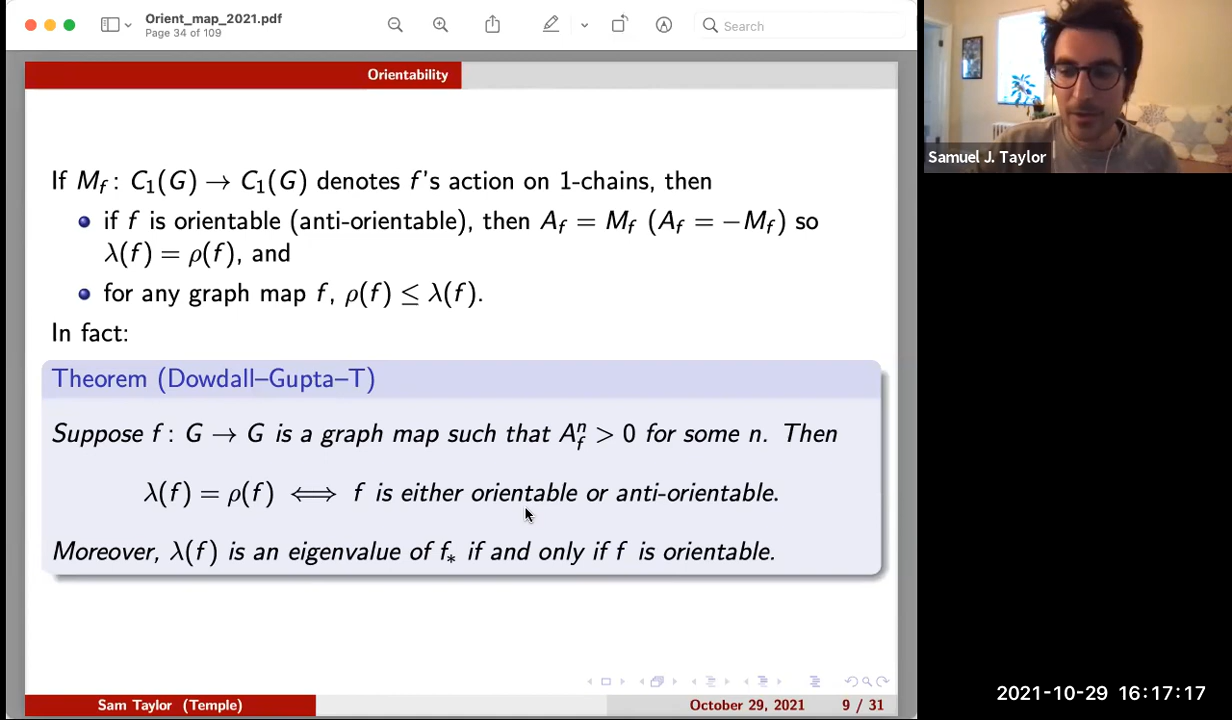 Orient_map_2021.pdf
Page 34 of 109
Search
Orientability
If M_f : C₁(G) → C₁(G) denotes f's action on 1-chains, then
if f is orientable (anti-orientable), then A_f = M_f (A_f = −M_f) so
λ(f) = ρ(f), and
for any graph map f, ρ(f) ≤ λ(f).
In fact:
Theorem (Dowdall–Gupta–T)
Suppose f : G → G is a graph map such that A_f^n > 0 for some n. Then
λ(f) = ρ(f) ⟺ f is either orientable or anti-orientable.
Moreover, λ(f) is an eigenvalue of f_* if and only if f is orientable.
Sam Taylor (Temple)
October 29, 2021
9 / 31
Samuel J. Taylor
2021-10-29 16:17:17